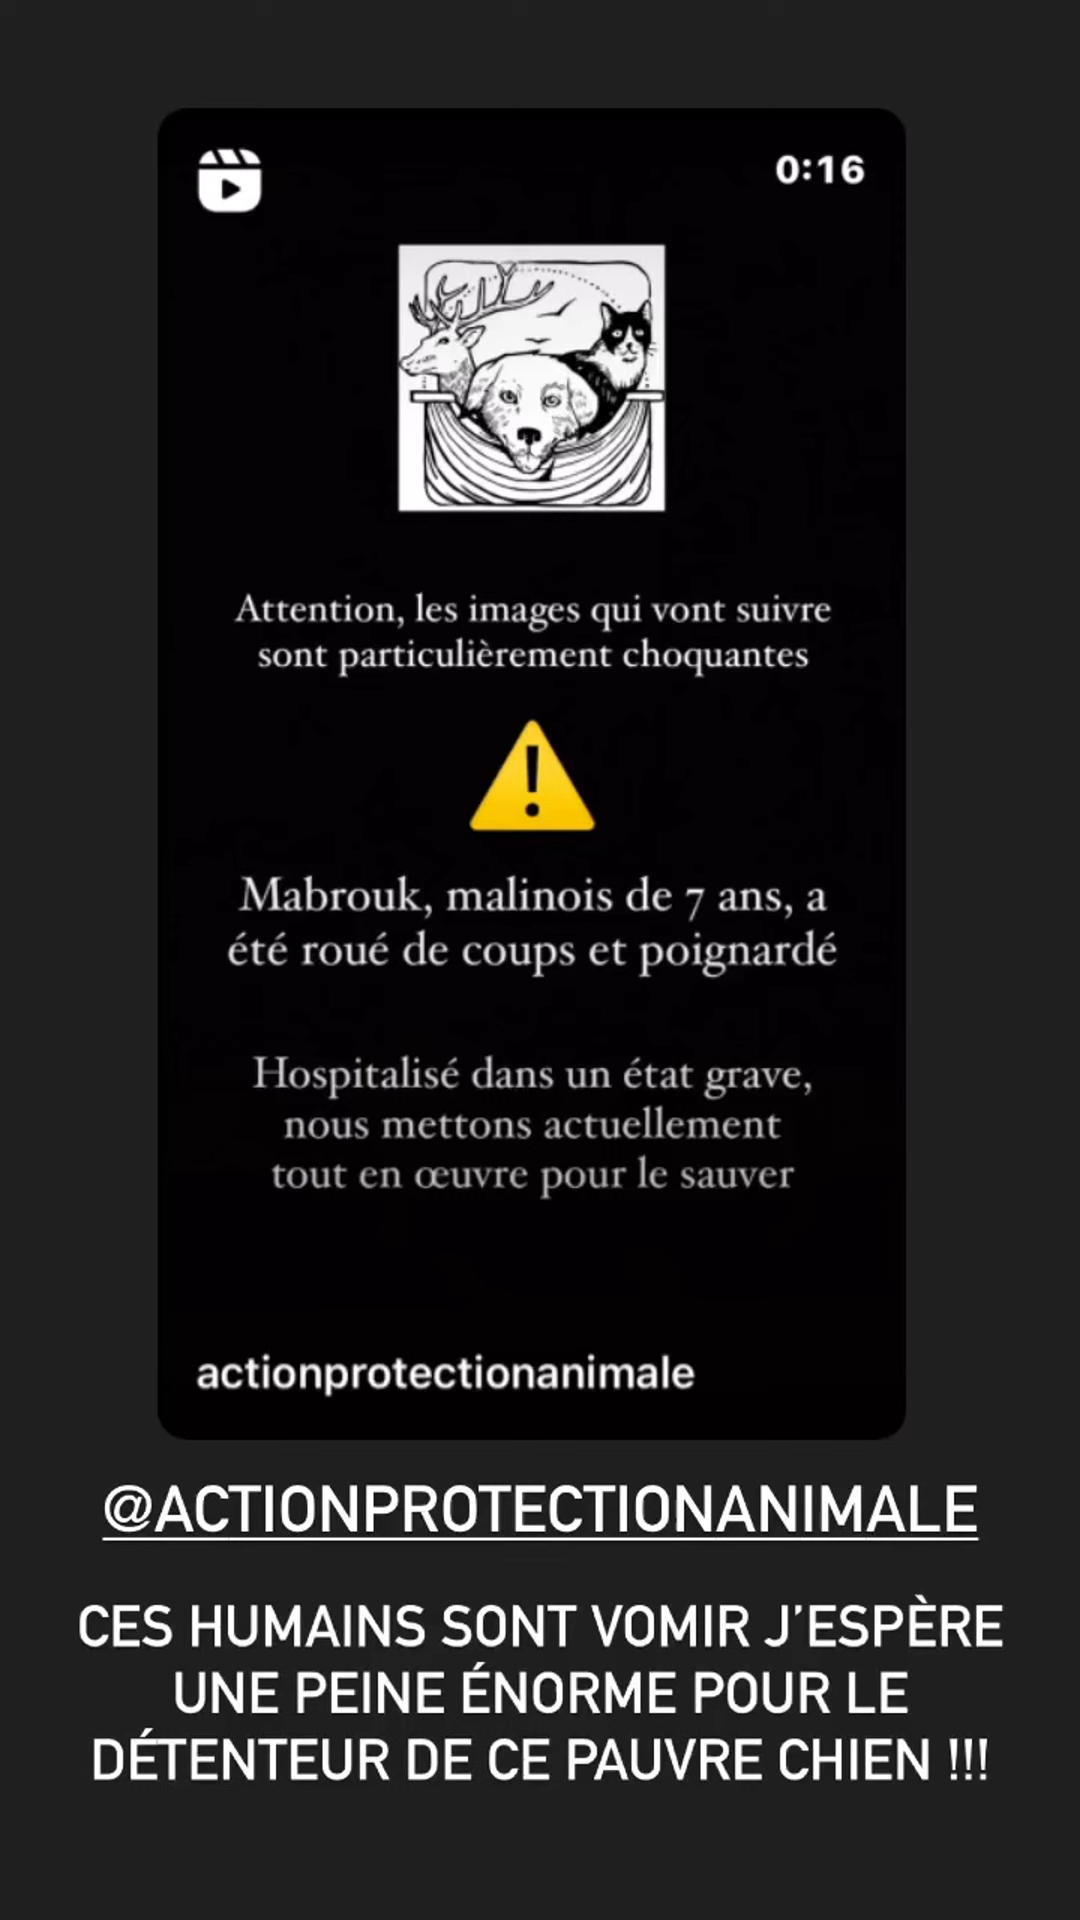 0:16
Attention, les images qui vont suivre
sont particulièrement choquantes
Mabrouk, malinois de 7 ans, a
été roué de coups et poignardé
Hospitalisé dans un état grave,
nous mettons actuellement
tout en œuvre pour le sauver
actionprotectionanimale
@ACTIONPROTECTIONANIMALE
CES HUMAINS SONT VOMIR J'ESPÈRE
UNE PEINE ÉNORME POUR LE
DÉTENTEUR DE CE PAUVRE CHIEN !!!